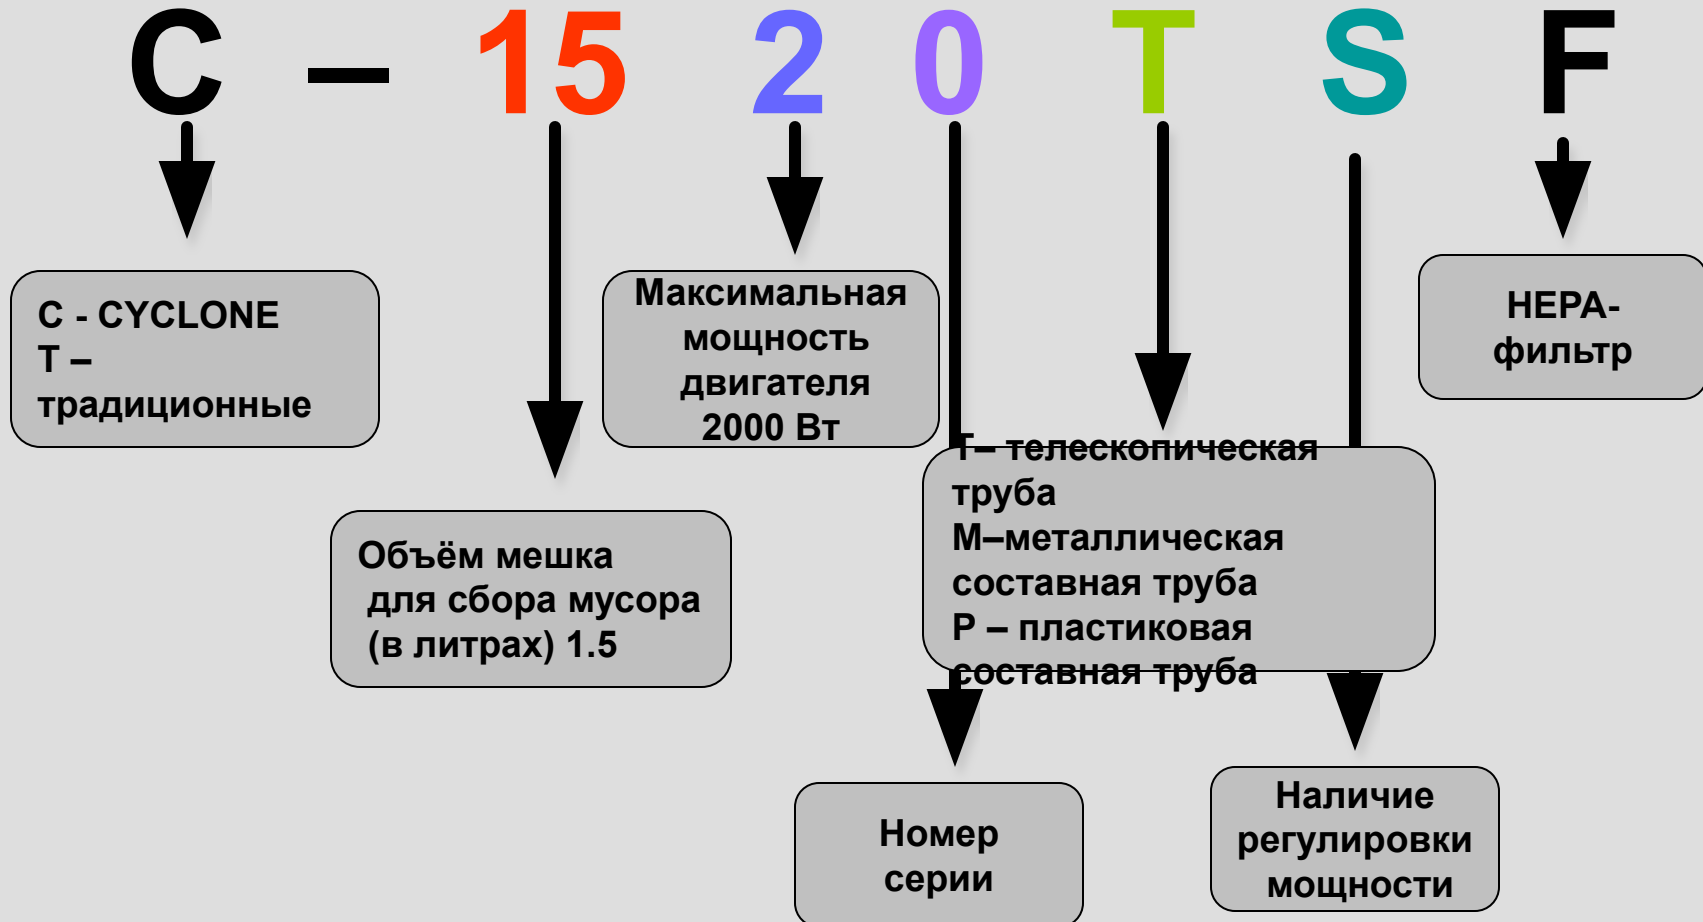 C – 15 2 0 T S F
C - CYCLONE
T –
традиционные
Объём мешка
для сбора мусора
(в литрах) 1.5
Максимальная
мощность
двигателя
2000 Вт
Номер
серии
T– телескопическая
труба
М–металлическая
составная труба
Р – пластиковая
составная труба
Наличие
регулировки
мощности
HEPA-
фильтр